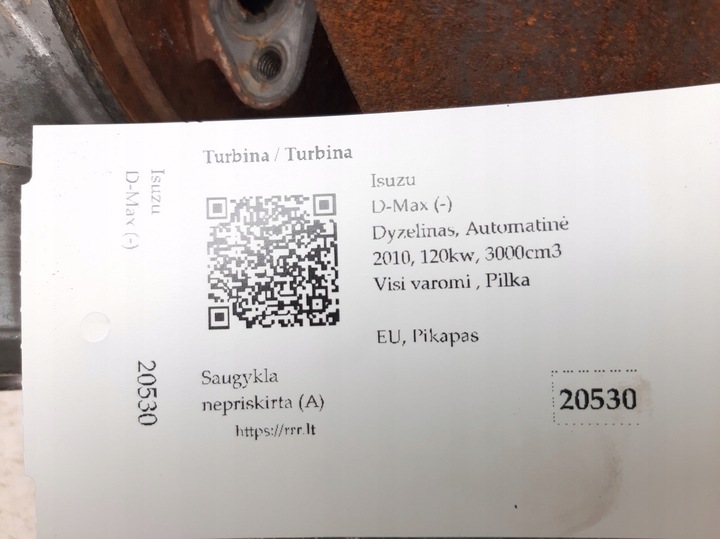 Turbina / Turbina
Isuzu
D-Max (-)
Isuzu
D-Max (-)
Dyzelinas, Automatinė
2010, 120kw, 3000cm3
Visi varomi , Pilka
EU, Pikapas
20530
Saugykla
nepriskirta (A)
https://rrr.lt
20530